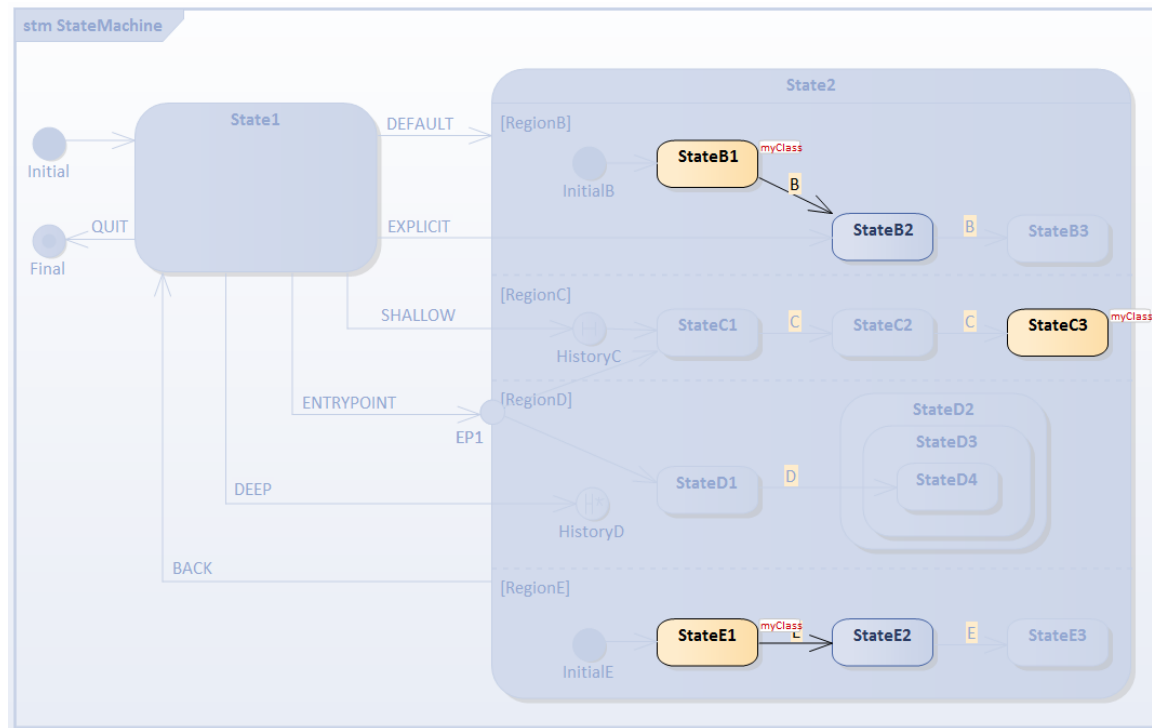 stm StateMachine
State2
State1
DEFAULT
[RegionB]
Initial
StateB1
myClass
InitialB
B
QUIT
EXPLICIT
StateB2
B
StateB3
Final
[RegionC]
SHALLOW
H
HistoryC
StateC1
C
StateC2
C
StateC3
myClass
ENTRYPOINT
EP1
[RegionD]
StateD2
StateD3
StateD4
StateD1
D
DEEP
H*
HistoryD
BACK
[RegionE]
StateE1
myClass
E
StateE2
E
StateE3
InitialE